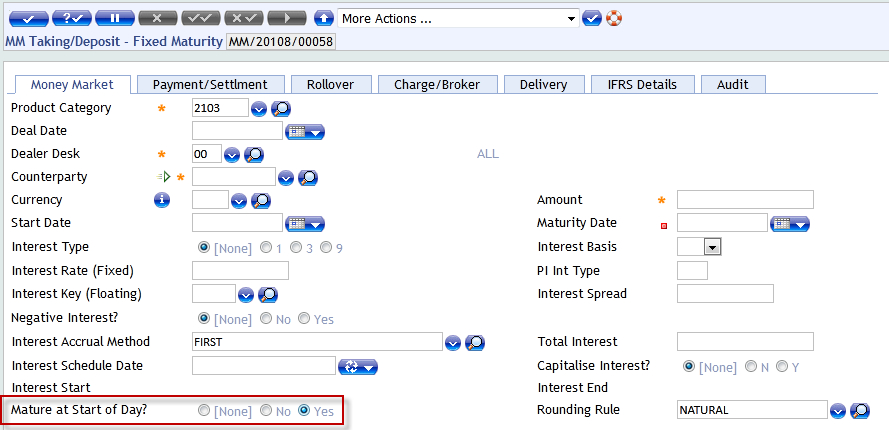 More Actions ...
MM Taking/Deposit - Fixed Maturity MM/20108/00058
Money Market Payment/Settlment Rollover Charge/Broker Delivery IFRS Details Audit
Product Category * 2103
Deal Date
Dealer Desk * 00 ALL
Counterparty *
Currency Amount *
Start Date Maturity Date
Interest Type [None] 1 3 9 Interest Basis
Interest Rate (Fixed) PI Int Type
Interest Key (Floating) Interest Spread
Negative Interest? [None] No Yes
Interest Accrual Method FIRST Total Interest
Interest Schedule Date Capitalise Interest? [None] N Y
Interest Start Interest End
Mature at Start of Day? [None] No Yes Rounding Rule NATURAL